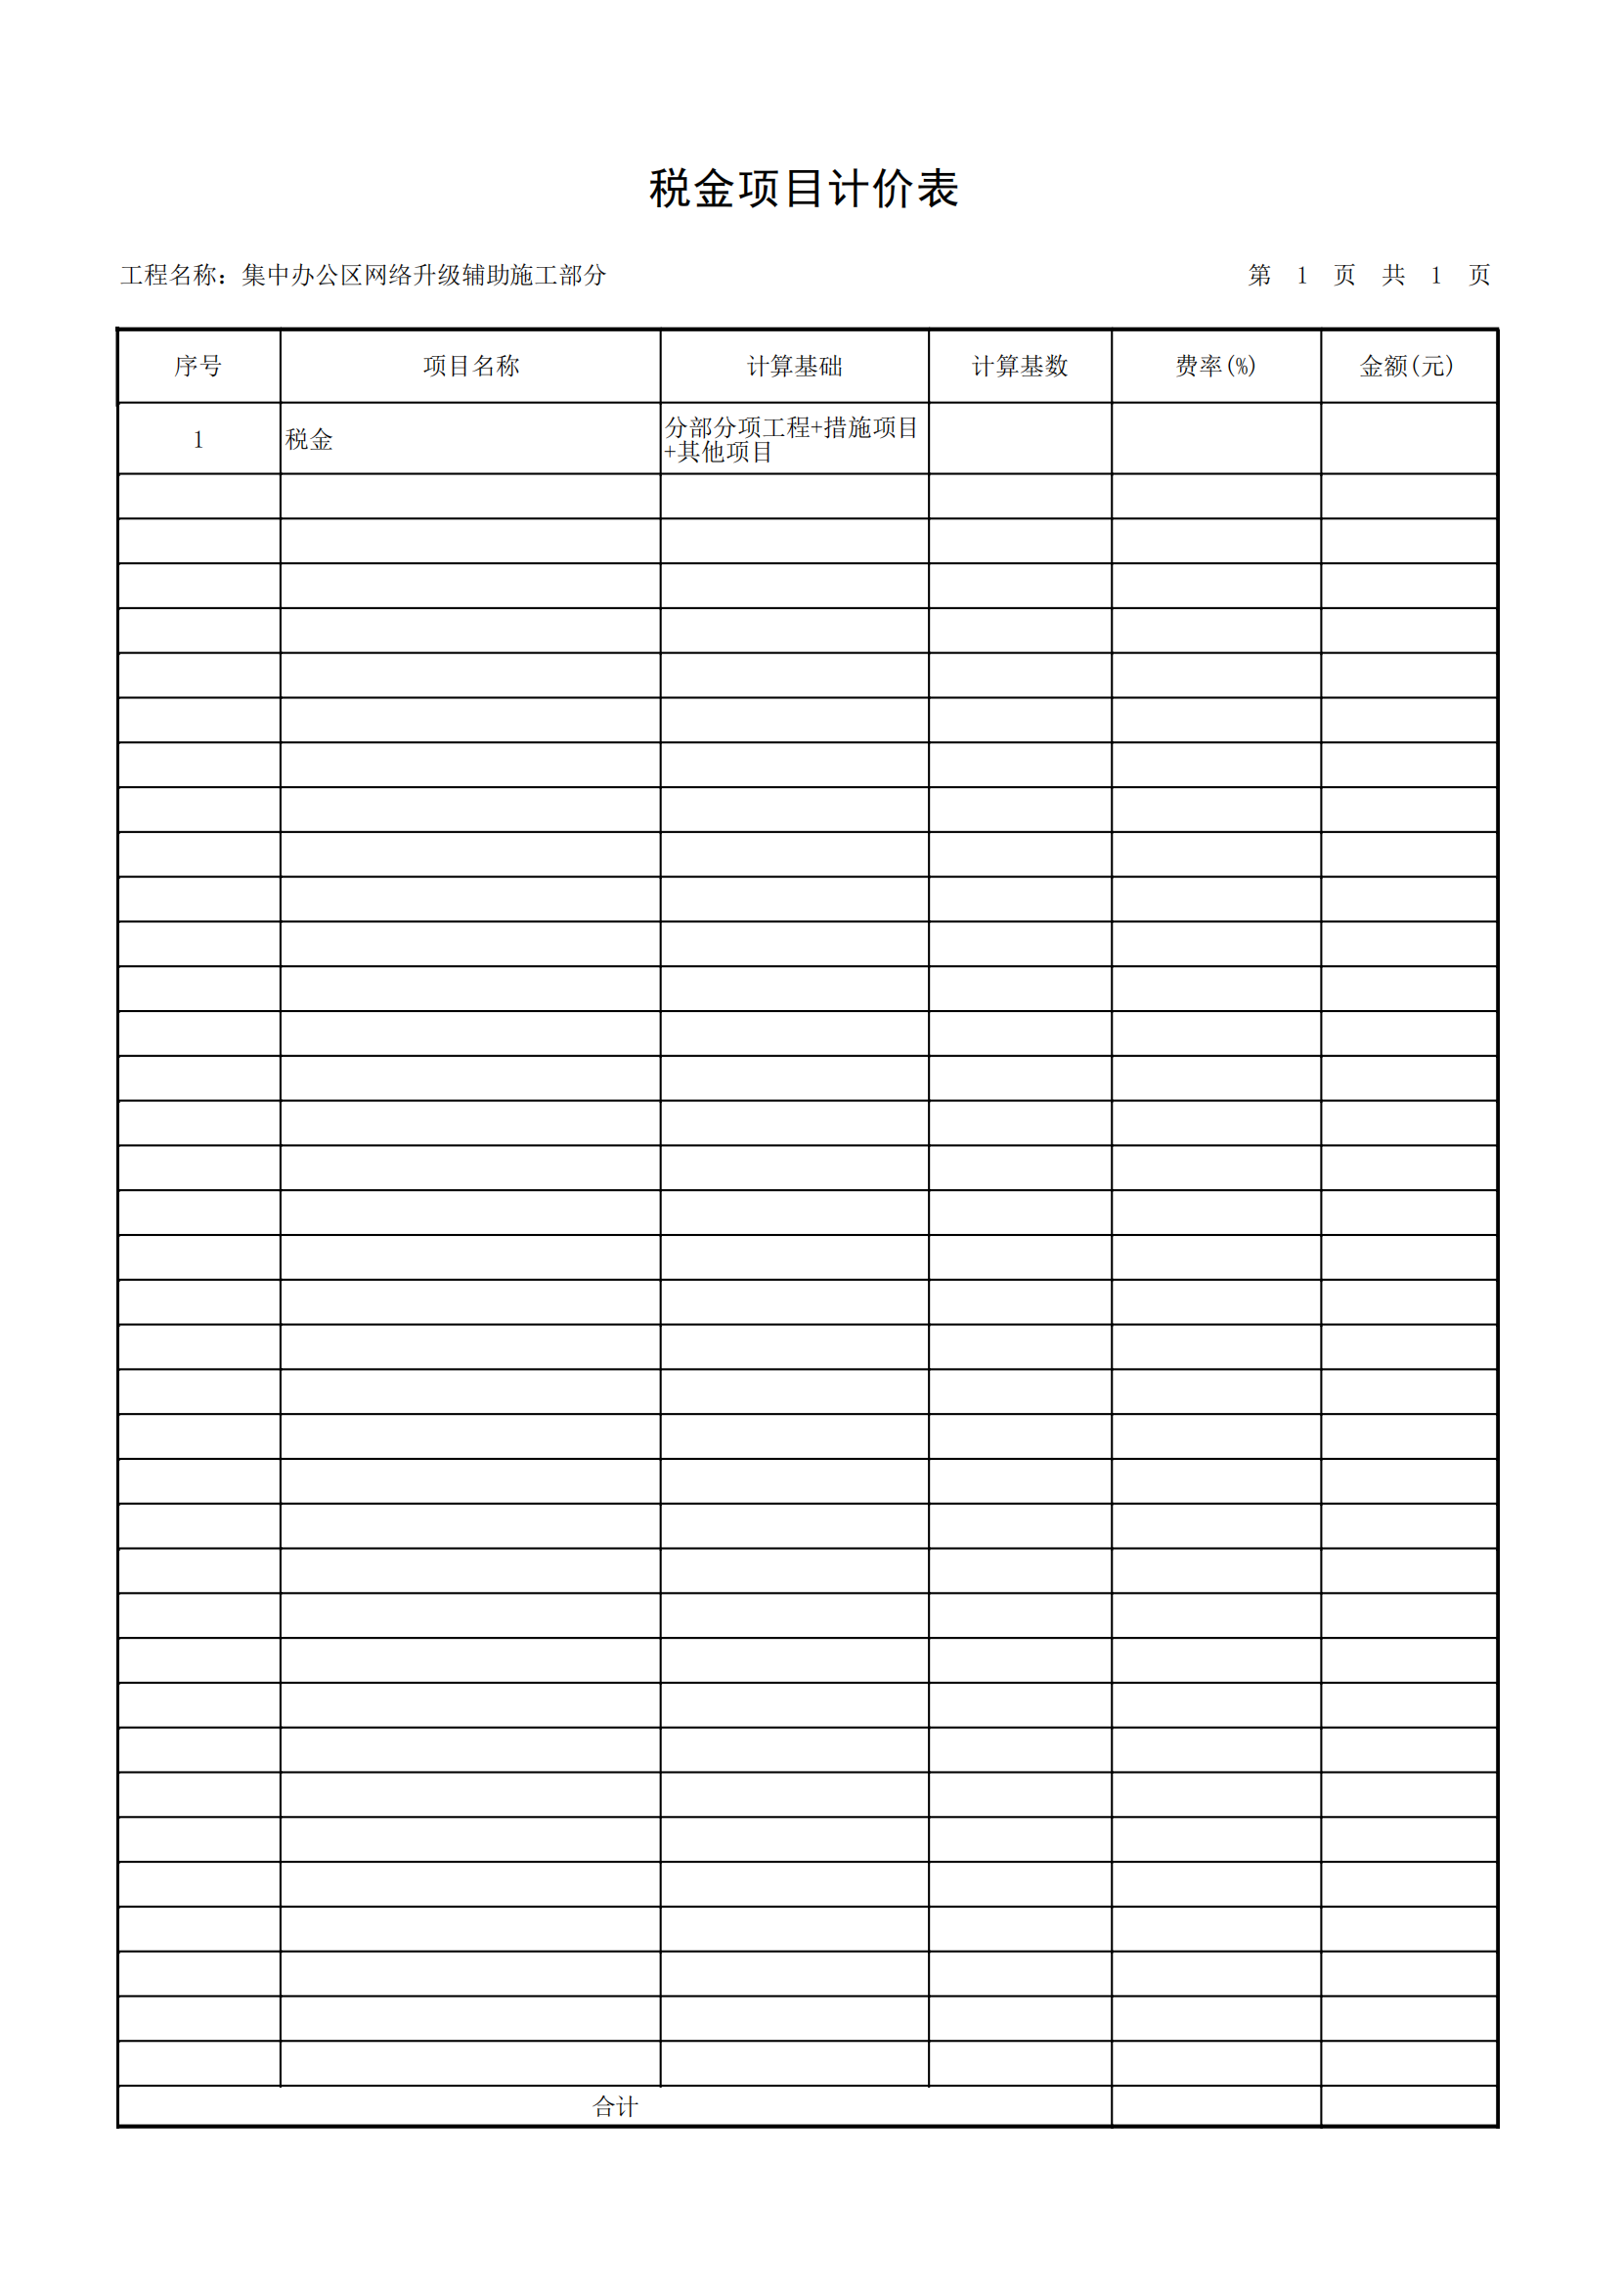 税金项目计价表
工程名称：集中办公区网络升级辅助施工部分 第 1 页 共 1 页
序号 项目名称 计算基础 计算基数 费率(%) 金额(元)
1 税金 分部分项工程+措施项目
+其他项目
合计